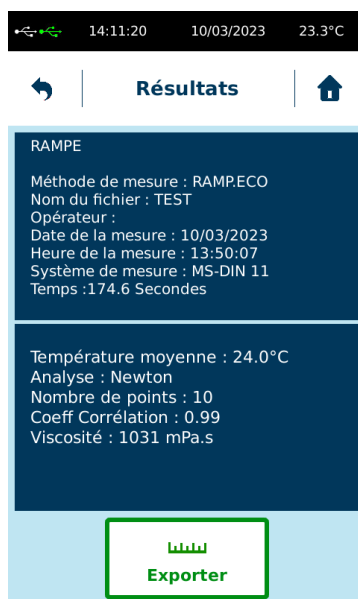 14:11:20 10/03/2023 23.3°C
Résultats
RAMPE
Méthode de mesure : RAMP.ECO
Nom du fichier : TEST
Opérateur :
Date de la mesure : 10/03/2023
Heure de la mesure : 13:50:07
Système de mesure : MS-DIN 11
Temps :174.6 Secondes
Température moyenne : 24.0°C
Analyse : Newton
Nombre de points : 10
Coeff Corrélation : 0.99
Viscosité : 1031 mPa.s
Exporter